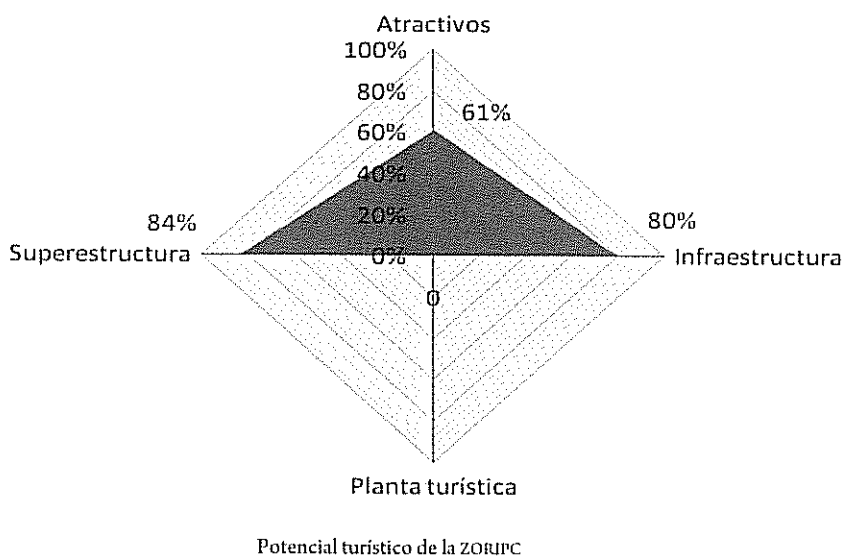 Atractivos
100%
80%
61%
60%
40%
84%
20%
80%
Superestructura
0%
Infraestructura
0
Planta turística
Potencial turístico de la